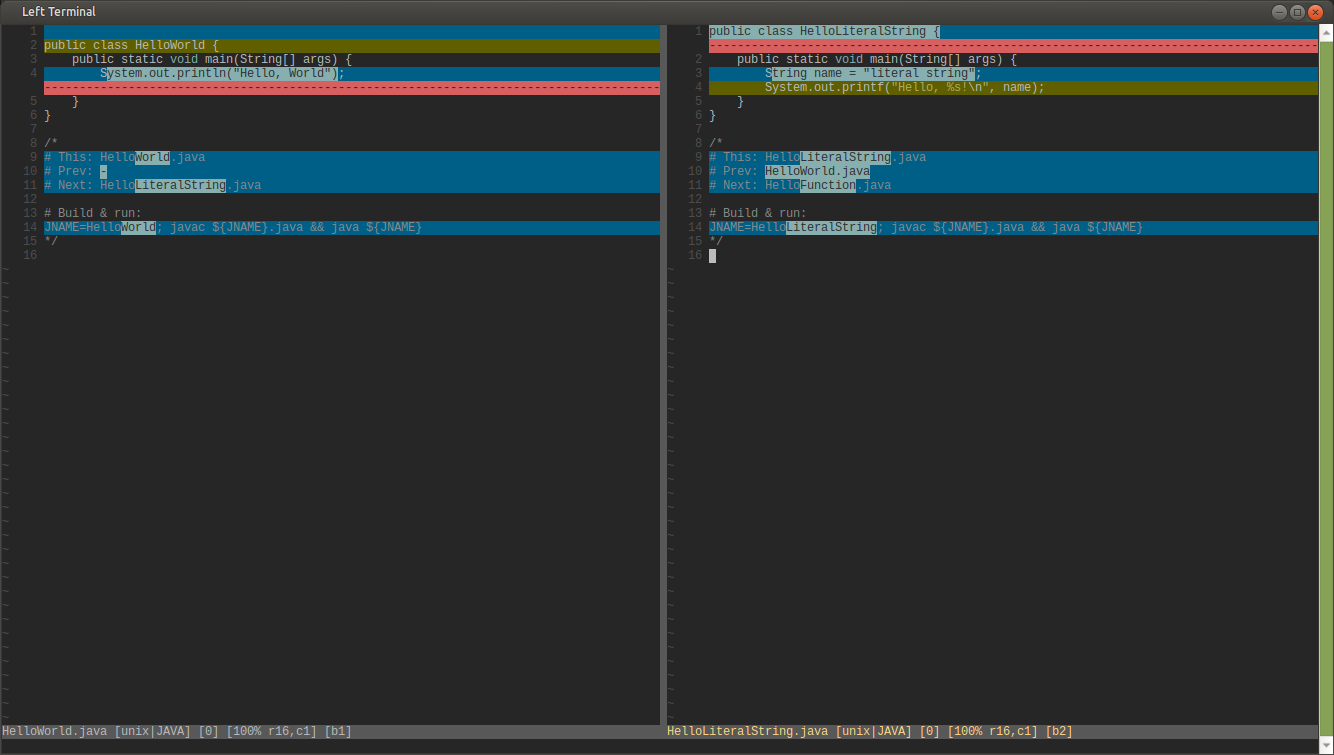 Left Terminal
1
2 public class HelloWorld {
3     public static void main(String[] args) {
4         System.out.println("Hello, World");
----------------------------------------------------------------------------------------
5     }
6 }
7
8 /*
9 # This: HelloWorld.java
10 # Prev: -
11 # Next: HelloLiteralString.java
12
13 # Build & run:
14 JNAME=HelloWorld; javac ${JNAME}.java && java ${JNAME}
15 */
16
~
HelloWorld.java [unix|JAVA] [0] [100% r16,c1] [b1]
1 public class HelloLiteralString {
---------------------------------------------------------------------------------------
2     public static void main(String[] args) {
3         String name = "literal string";
4         System.out.printf("Hello, %s!\n", name);
5     }
6 }
7
8 /*
9 # This: HelloLiteralString.java
10 # Prev: HelloWorld.java
11 # Next: HelloFunction.java
12
13 # Build & run:
14 JNAME=HelloLiteralString; javac ${JNAME}.java && java ${JNAME}
15 */
16
~
HelloLiteralString.java [unix|JAVA] [0] [100% r16,c1] [b2]